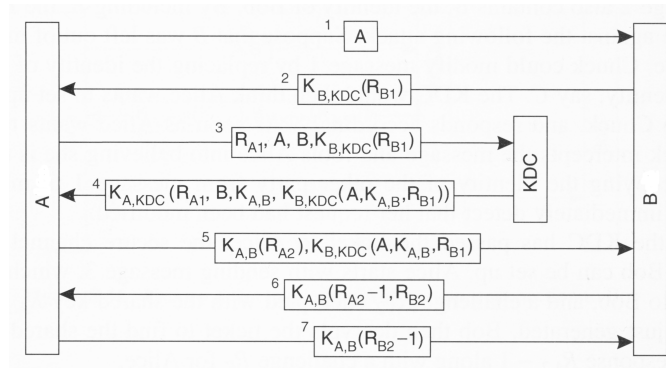 1 A
2 K_B,KDC(R_B1)
3 R_A1, A, B,K_B,KDC(R_B1)
4 K_A,KDC(R_A1, B,K_A,B, K_B,KDC(A,K_A,B,R_B1))
5 K_A,B(R_A2),K_B,KDC(A,K_A,B,R_B1)
6 K_A,B(R_A2−1,R_B2)
7 K_A,B(R_B2−1)
A
KDC
B